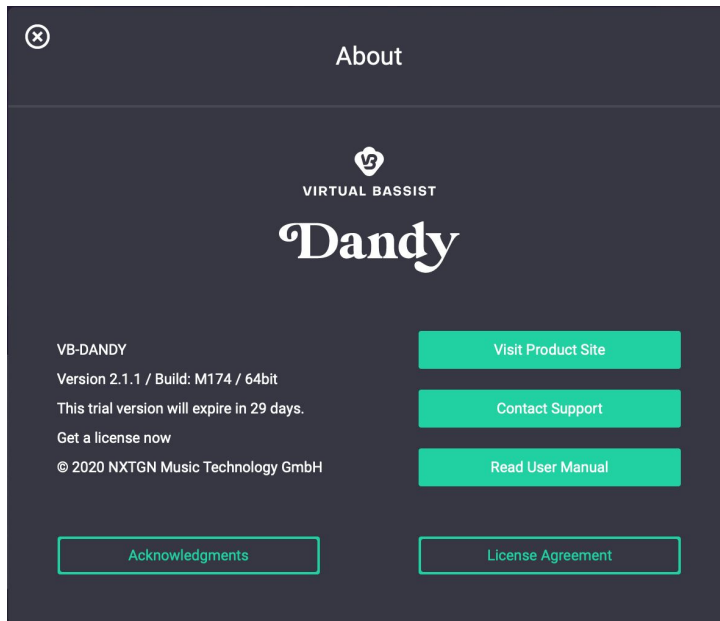 About
VB
VIRTUAL BASSIST
Dandy
VB-DANDY
Version 2.1.1 / Build: M174 / 64bit
This trial version will expire in 29 days.
Get a license now
© 2020 NXTGN Music Technology GmbH
Visit Product Site
Contact Support
Read User Manual
Acknowledgments
License Agreement